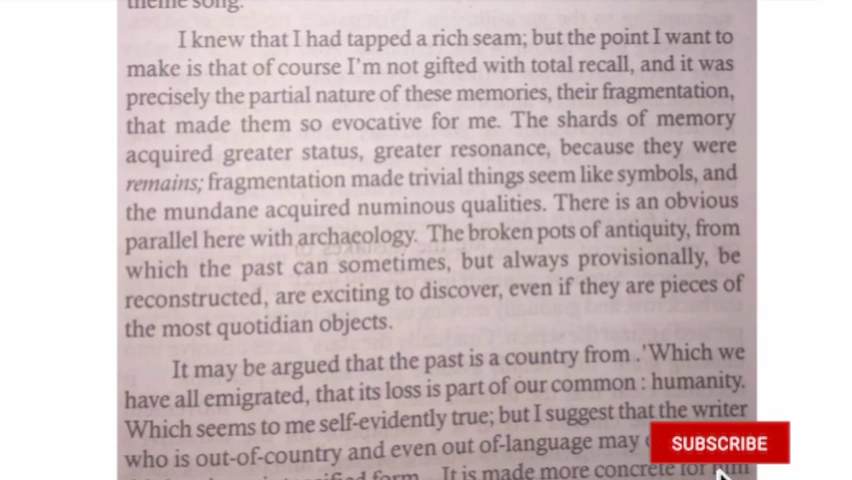 theme song.
I knew that I had tapped a rich seam; but the point I want to
make is that of course I'm not gifted with total recall, and it was
precisely the partial nature of these memories, their fragmentation,
that made them so evocative for me. The shards of memory
acquired greater status, greater resonance, because they were
remains; fragmentation made trivial things seem like symbols, and
the mundane acquired numinous qualities. There is an obvious
parallel here with archaeology. The broken pots of antiquity, from
which the past can sometimes, but always provisionally, be
reconstructed, are exciting to discover, even if they are pieces of
the most quotidian objects.
It may be argued that the past is a country from .'Which we
have all emigrated, that its loss is part of our common : humanity.
Which seems to me self-evidently true; but I suggest that the writer
who is out-of-country and even out of-language may
form. It is made more concrete for him
SUBSCRIBE